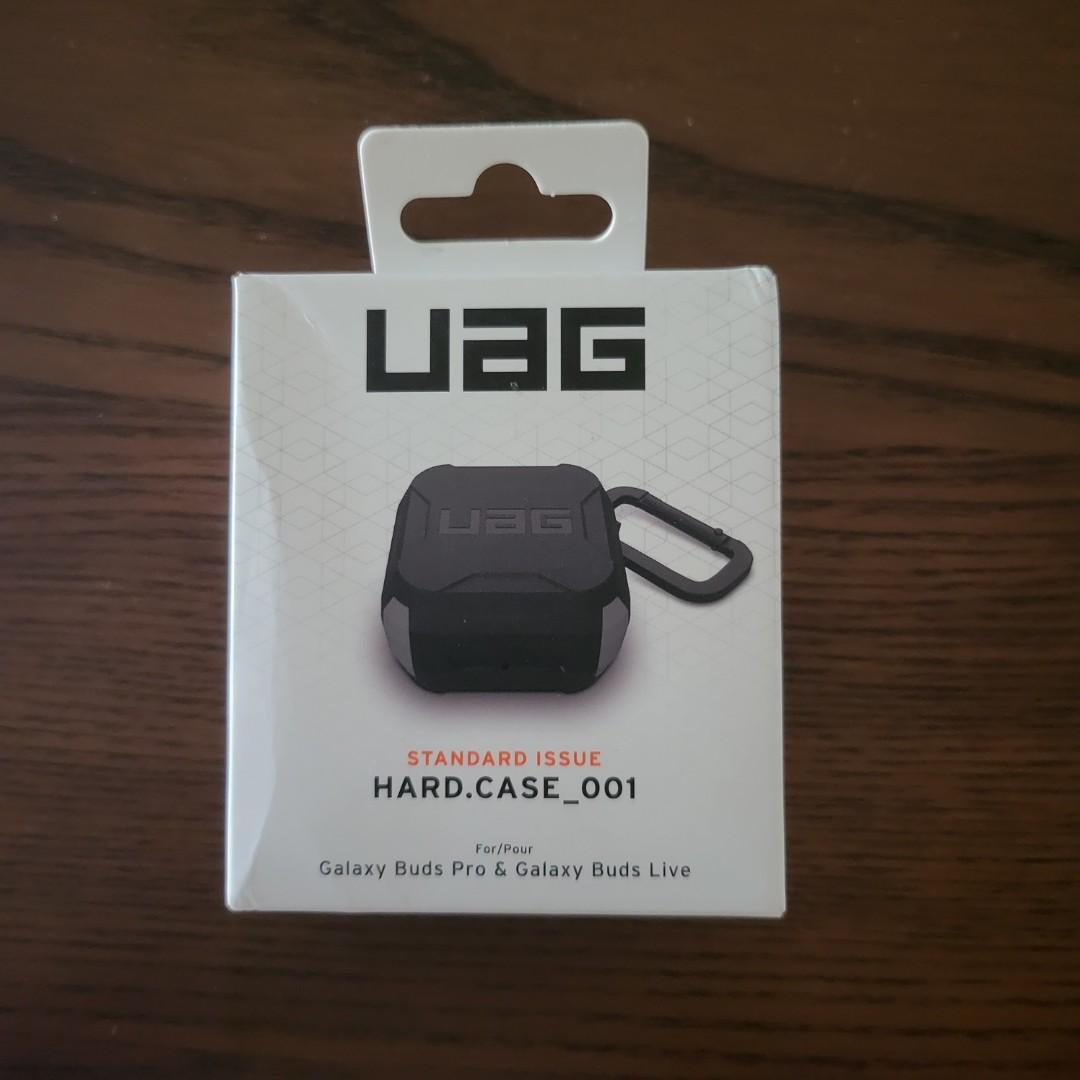 UAG
UAG
STANDARD ISSUE
HARD.CASE_001
For/Pour
Galaxy Buds Pro & Galaxy Buds Live